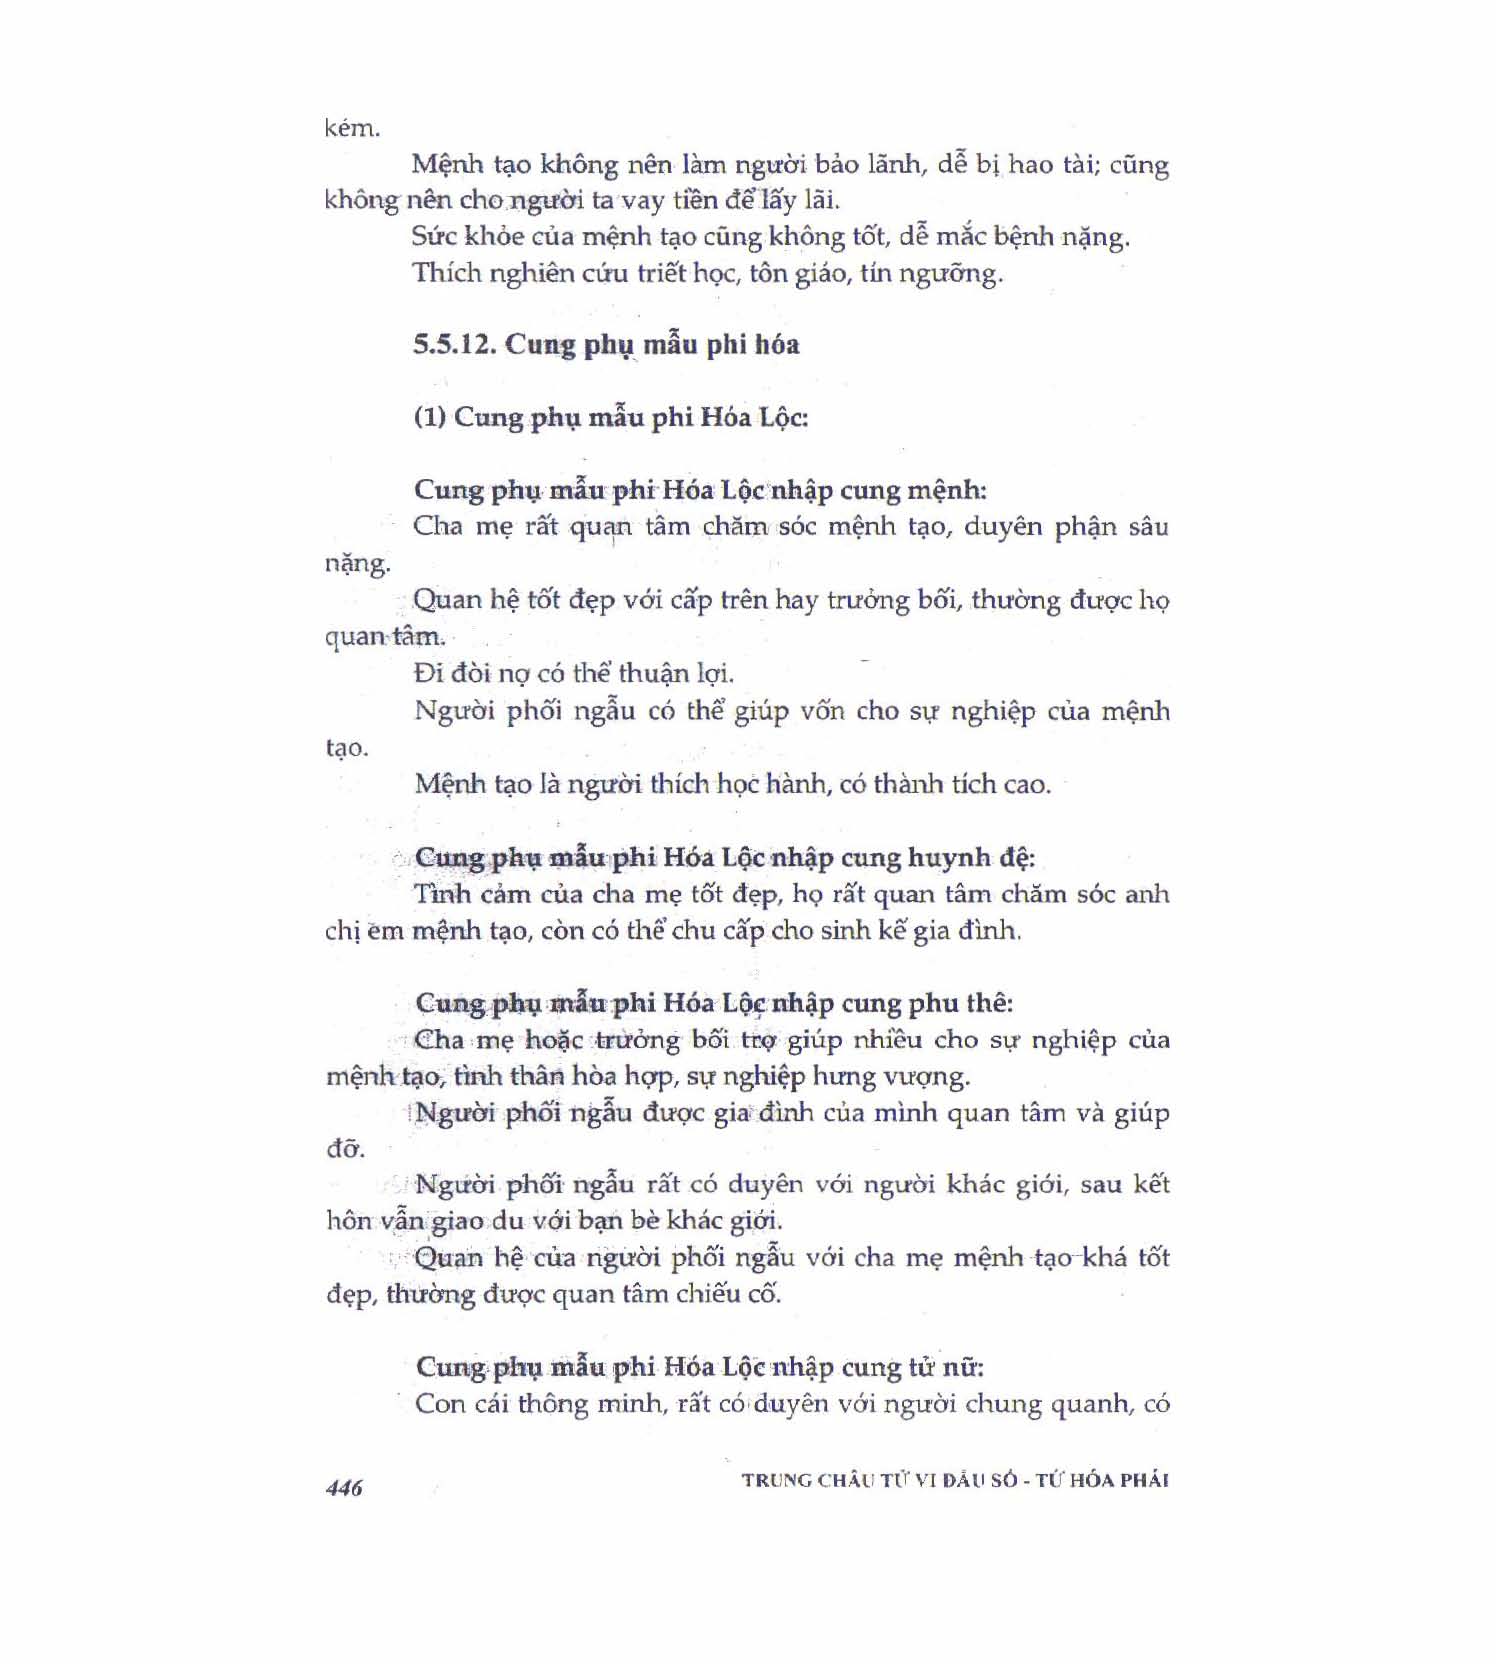 kém.
Mệnh tạo không nên làm người bảo lãnh, dễ bị hao tài; cũng
không nên cho người ta vay tiền để lấy lãi.
Sức khỏe của mệnh tạo cũng không tốt, dễ mắc bệnh nặng.
Thích nghiên cứu triết học, tôn giáo, tín ngưỡng.
5.5.12. Cung phụ mẫu phi hóa
(1) Cung phụ mẫu phi Hóa Lộc:
Cung phụ mẫu phi Hóa Lộc nhập cung mệnh:
Cha mẹ rất quan tâm chăm sóc mệnh tạo, duyên phận sâu
nặng.
Quan hệ tốt đẹp với cấp trên hay trưởng bối, thường được họ
quan tâm.
Đi đòi nợ có thể thuận lợi.
Người phối ngẫu có thể giúp vốn cho sự nghiệp của mệnh
tạo.
Mệnh tạo là người thích học hành, có thành tích cao.
Cung phụ mẫu phi Hóa Lộc nhập cung huynh đệ:
Tình cảm của cha mẹ tốt đẹp, họ rất quan tâm chăm sóc anh
chị em mệnh tạo, còn có thể chu cấp cho sinh kế gia đình.
Cung phụ mẫu phi Hóa Lộc nhập cung phu thê:
Cha mẹ hoặc trưởng bối trợ giúp nhiều cho sự nghiệp của
mệnh tạo, tình thân hòa hợp, sự nghiệp hưng vượng.
Người phối ngẫu được gia đình của mình quan tâm và giúp
đỡ.
Người phối ngẫu rất có duyên với người khác giới, sau kết
hôn vẫn giao du với bạn bè khác giới.
Quan hệ của người phối ngẫu với cha mẹ mệnh tạo khá tốt
đẹp, thường được quan tâm chiếu cố.
Cung phụ mẫu phi Hóa Lộc nhập cung tử nữ:
Con cái thông minh, rất có duyên với người chung quanh, có
446
TRUNG CHÂU TỬ VI ĐẨU SỐ - TỨ HÓA PHÁI